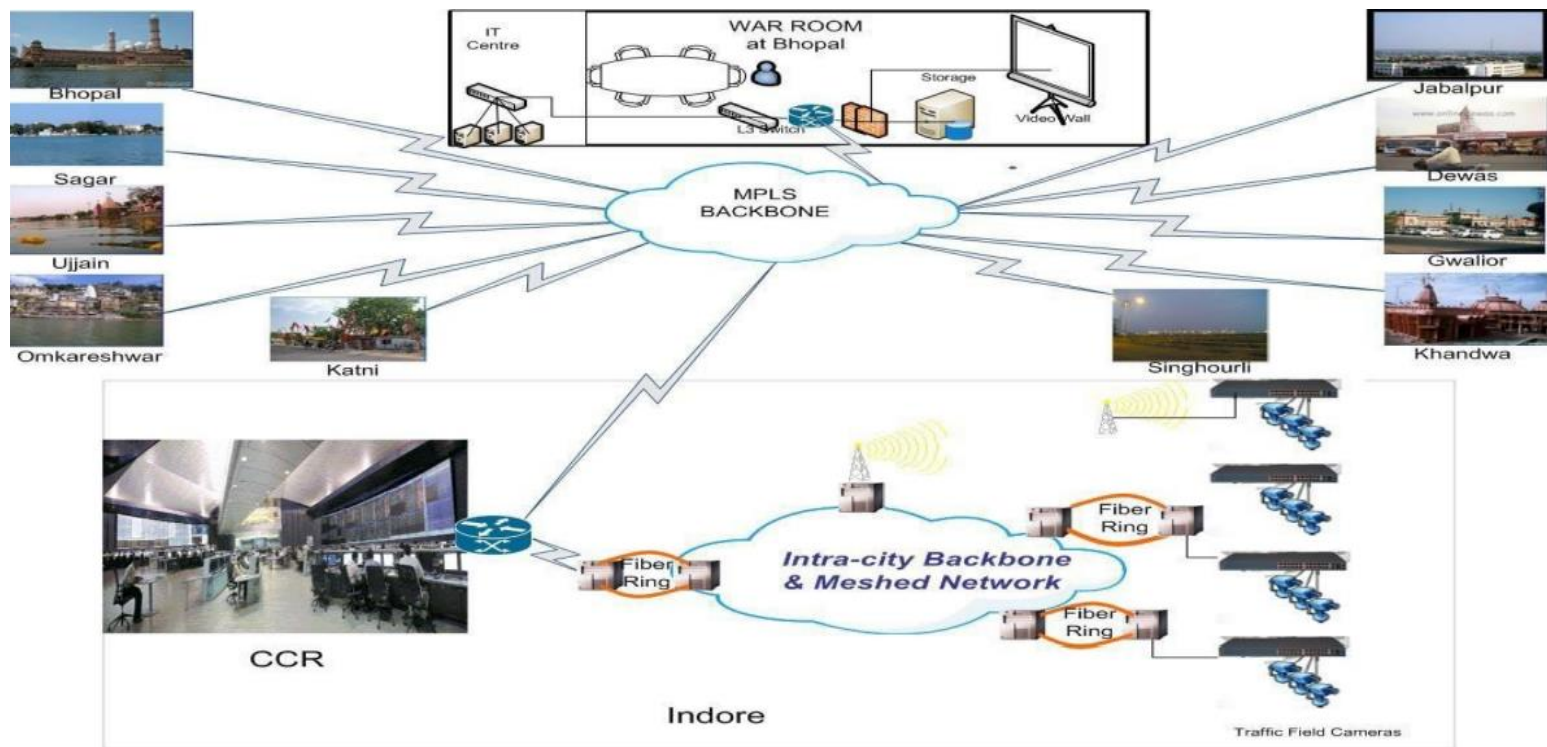 IT
Centre
WAR ROOM
at Bhopal
Storage
L3 Switch
Video Wall
Bhopal
Sagar
Ujjain
Omkareshwar
Katni
MPLS
BACKBONE
Jabalpur
Dewas
Gwalior
Khandwa
Singhourli
Fiber
Ring
Intra-city Backbone
& Meshed Network
Fiber
Ring
Fiber
Ring
CCR
Indore
Traffic Field Cameras